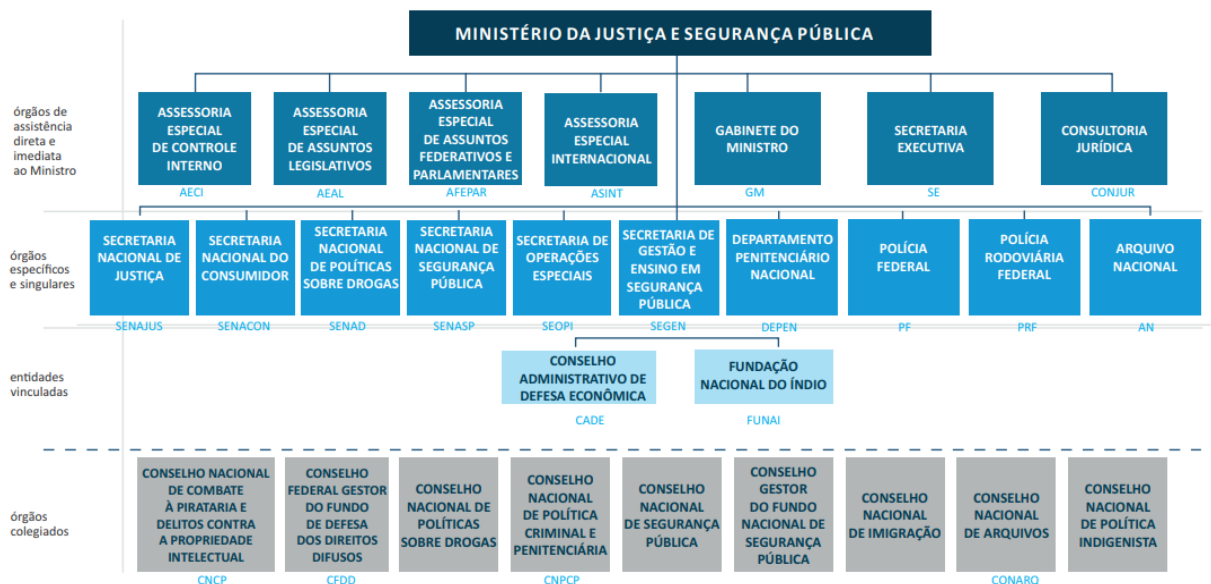 MINISTÉRIO DA JUSTIÇA E SEGURANÇA PÚBLICA
órgãos de
assistência
direta e
imediata
ao Ministro
ASSESSORIA
ESPECIAL
DE CONTROLE
INTERNO
AECI
ASSESSORIA
ESPECIAL
DE ASSUNTOS
LEGISLATIVOS
AEAL
ASSESSORIA
ESPECIAL
DE ASSUNTOS
FEDERATIVOS E
PARLAMENTARES
AFEPAR
ASSESSORIA
ESPECIAL
INTERNACIONAL
ASINT
GABINETE DO
MINISTRO
GM
SECRETARIA
EXECUTIVA
SE
CONSULTORIA
JURÍDICA
CONJUR
órgãos
específicos
e singulares
SECRETARIA
NACIONAL DE
JUSTIÇA
SENAJUS
SECRETARIA
NACIONAL DO
CONSUMIDOR
SENACON
SECRETARIA
NACIONAL
DE POLÍTICAS
SOBRE DROGAS
SENAD
SECRETARIA
NACIONAL DE
SEGURANÇA
PÚBLICA
SENASP
SECRETARIA DE
OPERAÇÕES
ESPECIAIS
SEOPI
SECRETARIA DE
GESTÃO E
ENSINO EM
SEGURANÇA
PÚBLICA
SEGEN
DEPARTAMENTO
PENITENCIÁRIO
NACIONAL
DEPEN
POLÍCIA
FEDERAL
PF
POLÍCIA
RODOVIÁRIA
FEDERAL
PRF
ARQUIVO
NACIONAL
AN
entidades
vinculadas
CONSELHO
ADMINISTRATIVO DE
DEFESA ECONÔMICA
CADE
FUNDAÇÃO
NACIONAL DO ÍNDIO
FUNAI
órgãos
colegiados
CONSELHO NACIONAL
DE COMBATE
À PIRATARIA E
DELITOS CONTRA
A PROPRIEDADE
INTELECTUAL
CNCP
CONSELHO
FEDERAL GESTOR
DO FUNDO
DE DEFESA
DOS DIREITOS
DIFUSOS
CFDD
CONSELHO
NACIONAL DE
POLÍTICAS
SOBRE DROGAS
CONSELHO
NACIONAL
DE POLÍTICA
CRIMINAL E
PENITENCIÁRIA
CNPCP
CONSELHO
NACIONAL
DE SEGURANÇA
PÚBLICA
CONSELHO
GESTOR
DO FUNDO
NACIONAL DE
SEGURANÇA
PÚBLICA
CONSELHO
NACIONAL
DE IMIGRAÇÃO
CONSELHO
NACIONAL
DE ARQUIVOS
CONARQ
CONSELHO
NACIONAL
DE POLÍTICA
INDIGENISTA